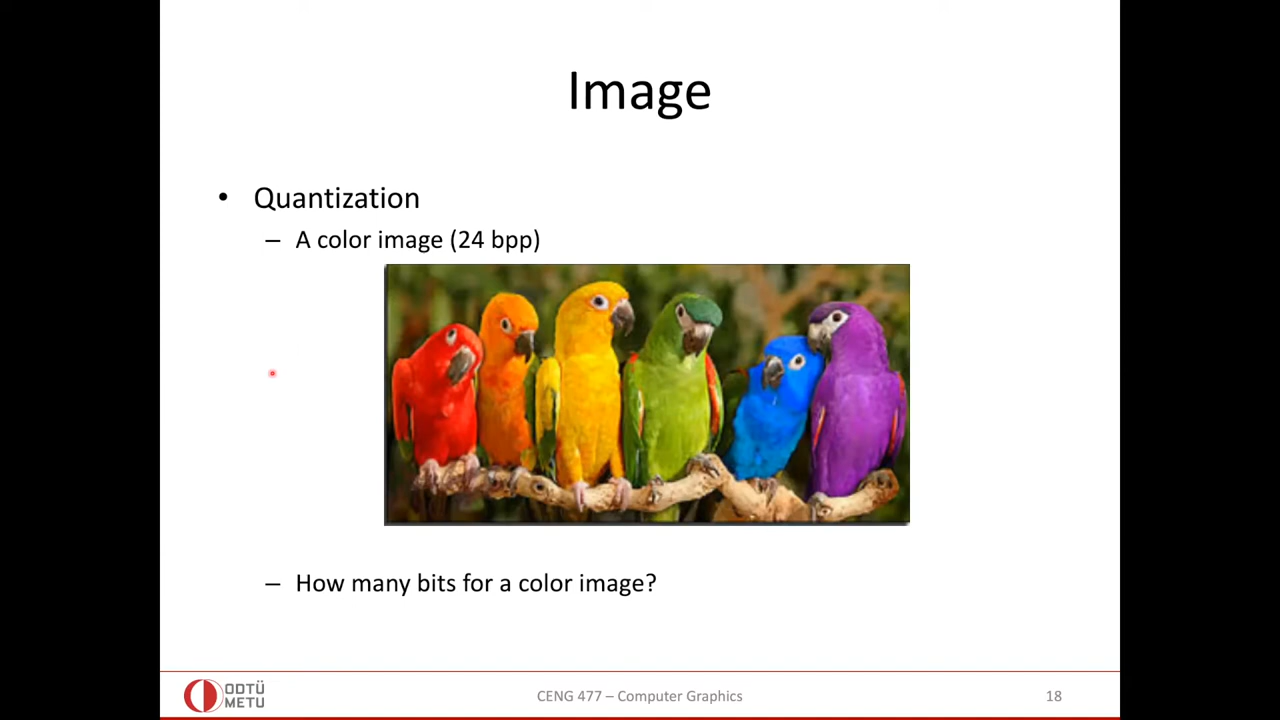 Image
• Quantization
– A color image (24 bpp)
– How many bits for a color image?
ODTÜ
METU
CENG 477 – Computer Graphics
18